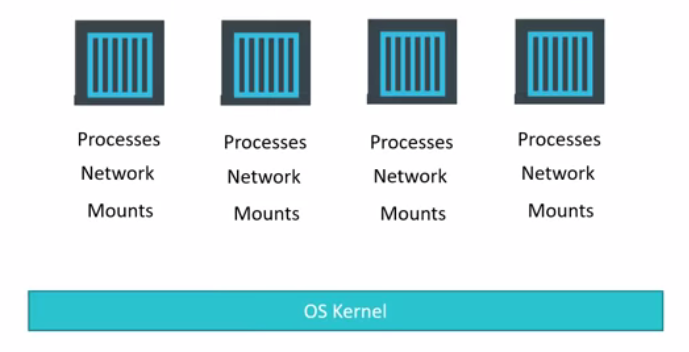 Processes
Network
Mounts
Processes
Network
Mounts
Processes
Network
Mounts
Processes
Network
Mounts
OS Kernel